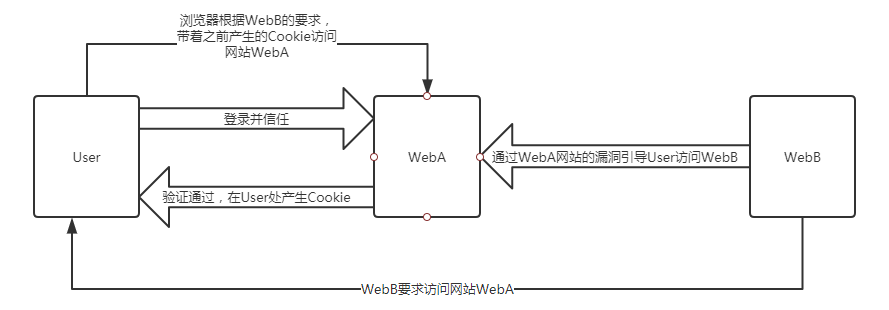 浏览器根据WebB的要求，
带着之前产生的Cookie访问
网站WebA
登录并信任
User
WebA
通过WebA网站的漏洞引导User访问WebB
WebB
验证通过，在User处产生Cookie
WebB要求访问网站WebA